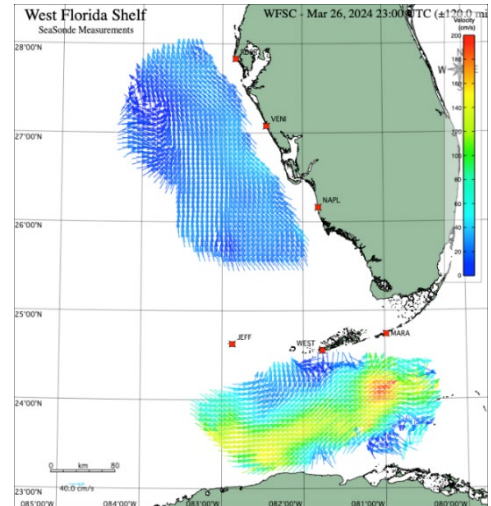 West Florida Shelf
SeaSonde Measurements
WFSC - Mar 26, 2024 23:00 UTC (±120.0 mi
Velocity
(cm/s)
200
180
160
140
120
100
80
60
40
20
0
N
W
28°00'N
27°00'N
26°00'N
25°00'N
24°00'N
23°00'N
VENI
NAPL
JEFF
WEST
MARA
km
0
80
40.0 cm/s
085°00'W
084°00'W
083°00'W
082°00'W
081°00'W
080°00'W